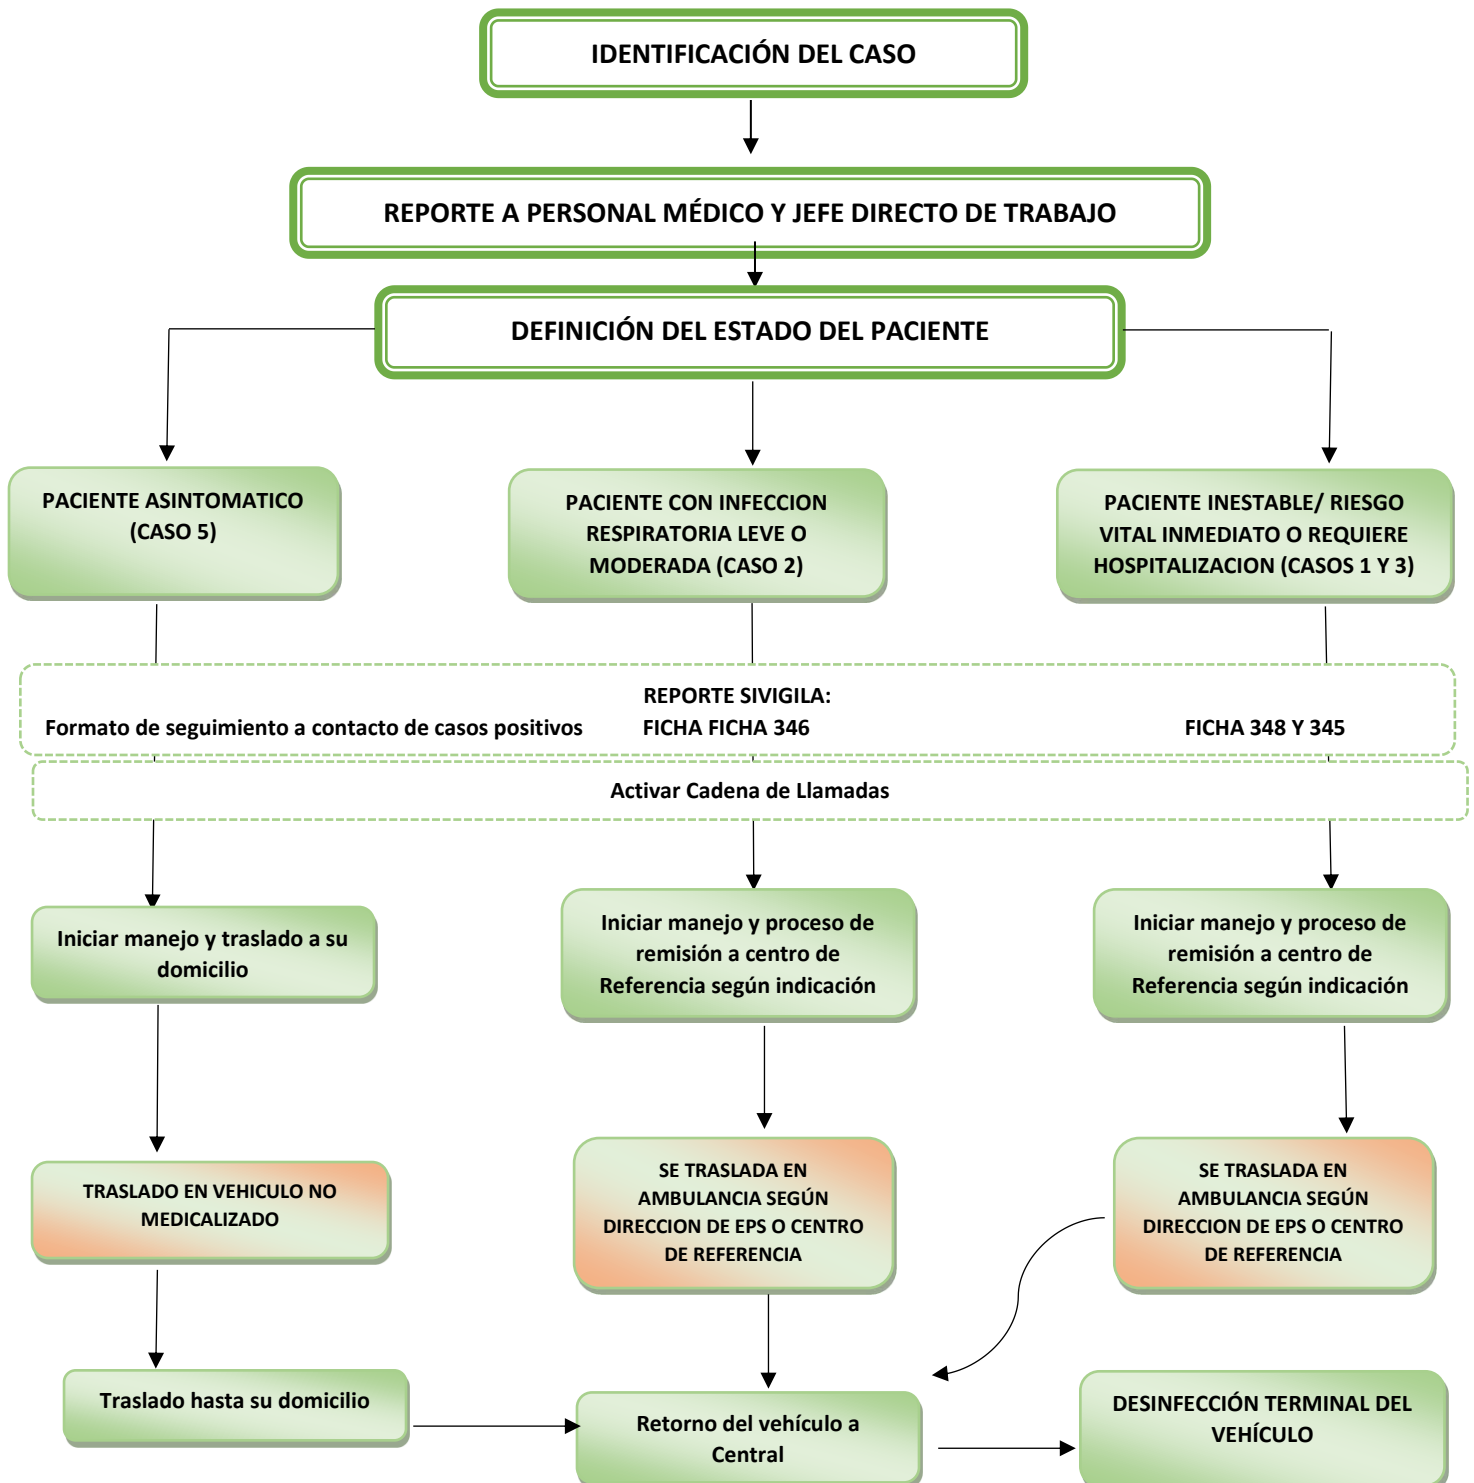 IDENTIFICACIÓN DEL CASO
REPORTE A PERSONAL MÉDICO Y JEFE DIRECTO DE TRABAJO
DEFINICIÓN DEL ESTADO DEL PACIENTE
PACIENTE ASINTOMATICO
(CASO 5)
PACIENTE CON INFECCION
RESPIRATORIA LEVE O
MODERADA (CASO 2)
PACIENTE INESTABLE/ RIESGO
VITAL INMEDIATO O REQUIERE
HOSPITALIZACION (CASOS 1 Y 3)
REPORTE SIVIGILA:
Formato de seguimiento a contacto de casos positivos
FICHA FICHA 346
FICHA 348 Y 345
Activar Cadena de Llamadas
Iniciar manejo y traslado a su
domicilio
Iniciar manejo y proceso de
remisión a centro de
Referencia según indicación
Iniciar manejo y proceso de
remisión a centro de
Referencia según indicación
TRASLADO EN VEHICULO NO
MEDICALIZADO
SE TRASLADA EN
AMBULANCIA SEGÚN
DIRECCION DE EPS O CENTRO
DE REFERENCIA
SE TRASLADA EN
AMBULANCIA SEGÚN
DIRECCION DE EPS O CENTRO
DE REFERENCIA
Traslado hasta su domicilio
Retorno del vehículo a
Central
DESINFECCIÓN TERMINAL DEL
VEHÍCULO